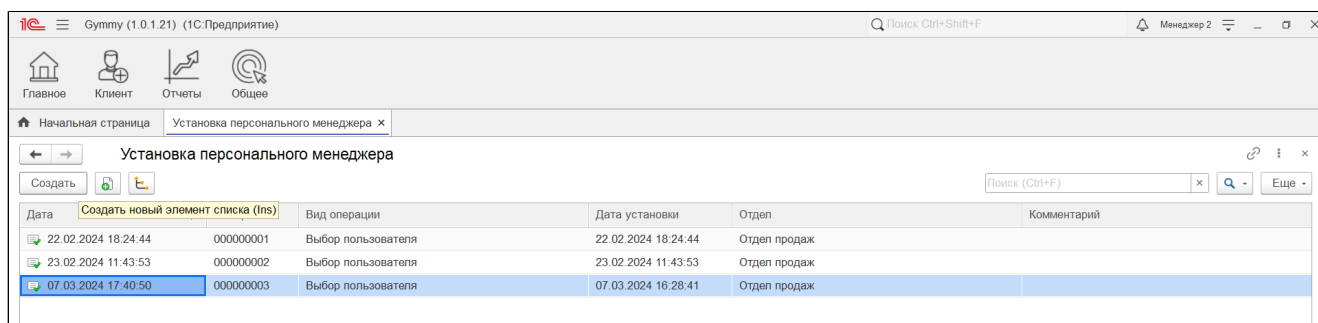 1С Gymmy (1.0.1.21) (1С:Предприятие) Поиск Ctrl+Shift+F Менеджер 2
Главное Клиент Отчеты Общее
Начальная страница Установка персонального менеджера ×
Установка персонального менеджера
Создать Поиск (Ctrl+F) × Еще
Создать новый элемент списка (Ins)
Дата Вид операции Дата установки Отдел Комментарий
22.02.2024 18:24:44 000000001 Выбор пользователя 22.02.2024 18:24:44 Отдел продаж
23.02.2024 11:43:53 000000002 Выбор пользователя 23.02.2024 11:43:53 Отдел продаж
07.03.2024 17:40:50 000000003 Выбор пользователя 07.03.2024 16:28:41 Отдел продаж